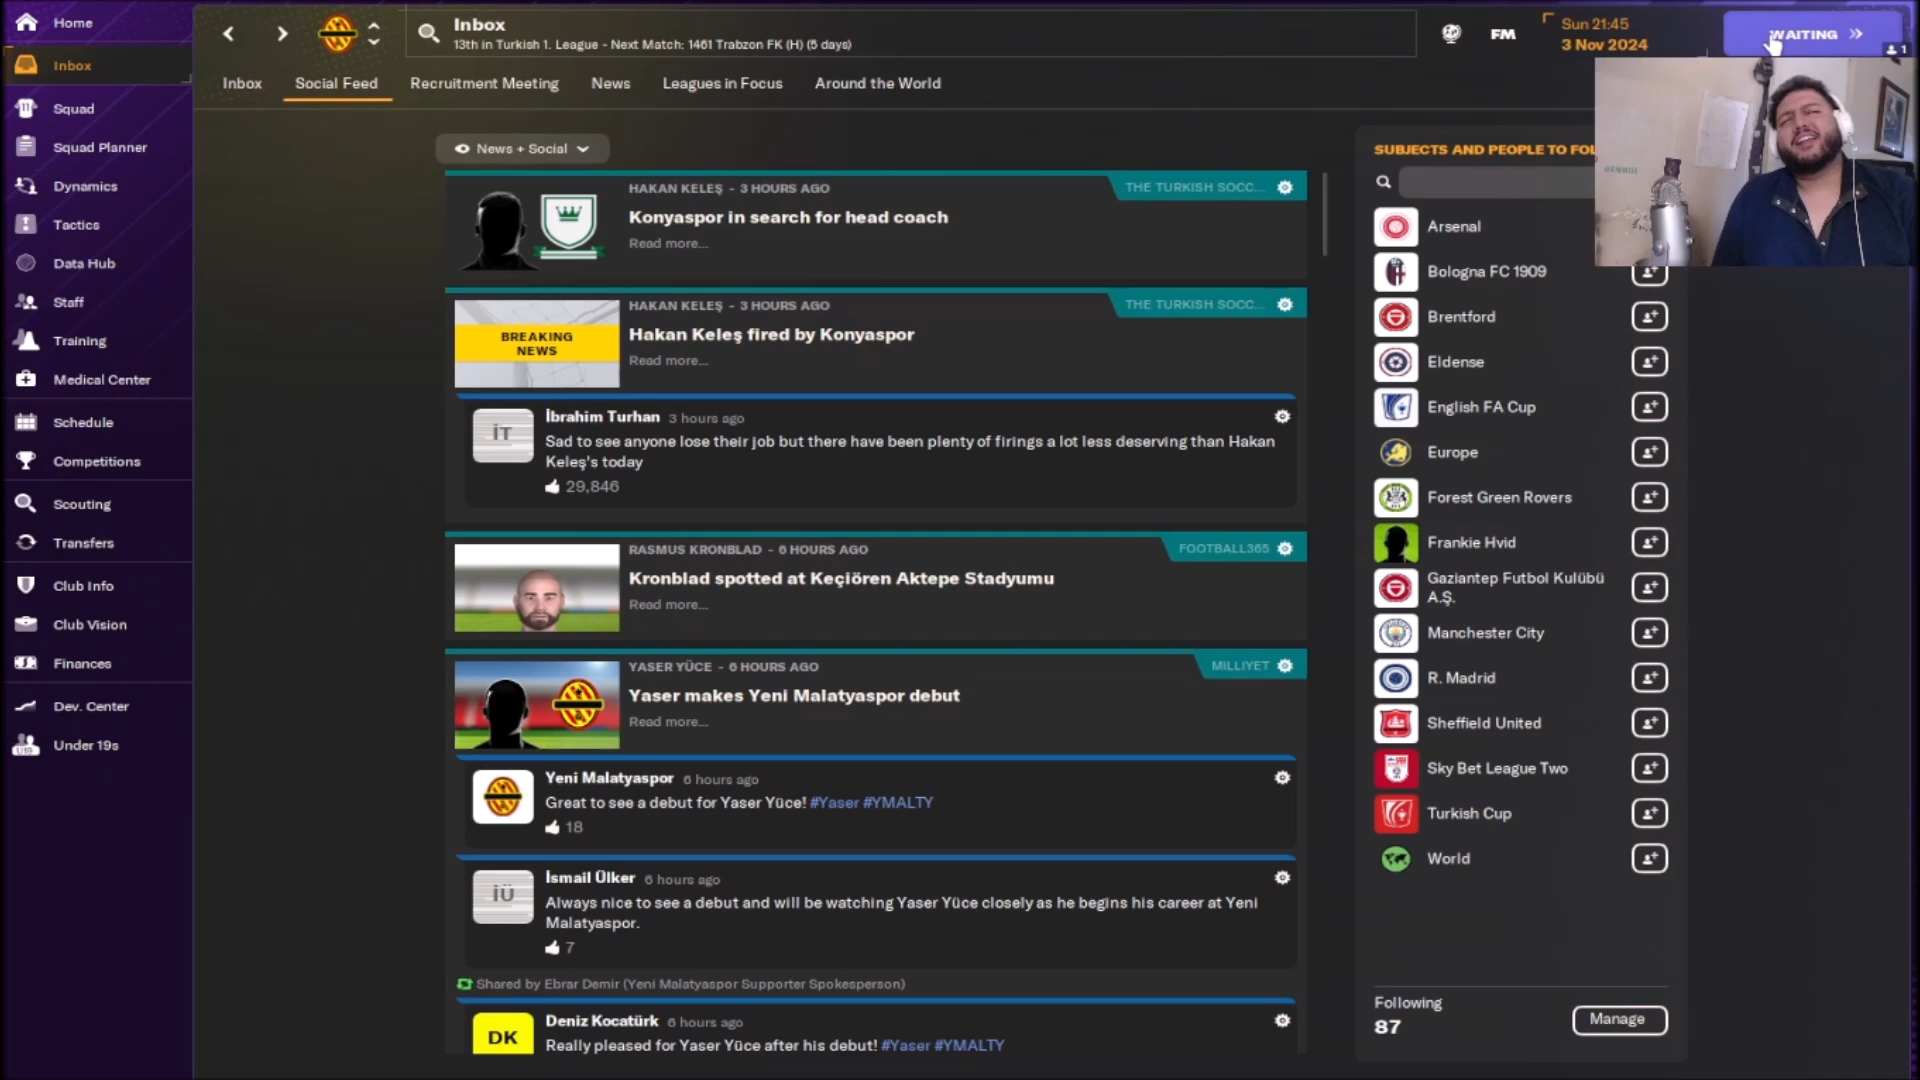 Home
Inbox
Squad
Squad Planner
Dynamics
Tactics
Data Hub
Staff
Training
Medical Center
Schedule
Competitions
Scouting
Transfers
Club Info
Club Vision
Finances
Dev. Center
Under 19s
Inbox
13th in Turkish 1. League - Next Match: 1461 Trabzon FK (H) (5 days)
FM
Sun 21:45
3 Nov 2024
WAITING
1
Inbox
Social Feed
Recruitment Meeting
News
Leagues in Focus
Around the World
News + Social
HAKAN KELEŞ - 3 HOURS AGO
THE TURKISH SOCC...
Konyaspor in search for head coach
Read more...
BREAKING
NEWS
HAKAN KELEŞ - 3 HOURS AGO
THE TURKISH SOCC...
Hakan Keleş fired by Konyaspor
Read more...
İT
İbrahim Turhan 3 hours ago
Sad to see anyone lose their job but there have been plenty of firings a lot less deserving than Hakan
Keleş's today
29,846
RASMUS KRONBLAD - 6 HOURS AGO
FOOTBALL365
Kronblad spotted at Keçiören Aktepe Stadyumu
Read more...
YASER YÜCE - 6 HOURS AGO
MILLIYET
Yaser makes Yeni Malatyaspor debut
Read more...
Yeni Malatyaspor 6 hours ago
Great to see a debut for Yaser Yüce! #Yaser #YMALTY
18
İÜ
İsmail Ülker 6 hours ago
Always nice to see a debut and will be watching Yaser Yüce closely as he begins his career at Yeni
Malatyaspor.
7
Shared by Ebrar Demir (Yeni Malatyaspor Supporter Spokesperson)
DK
Deniz Kocatürk 6 hours ago
Really pleased for Yaser Yüce after his debut! #Yaser #YMALTY
SUBJECTS AND PEOPLE TO FOL
Arsenal
Bologna FC 1909
Brentford
Eldense
English FA Cup
Europe
Forest Green Rovers
Frankie Hvid
Gaziantep Futbol Kulübü
A.Ş.
Manchester City
R. Madrid
Sheffield United
Sky Bet League Two
Turkish Cup
World
Following
87
Manage